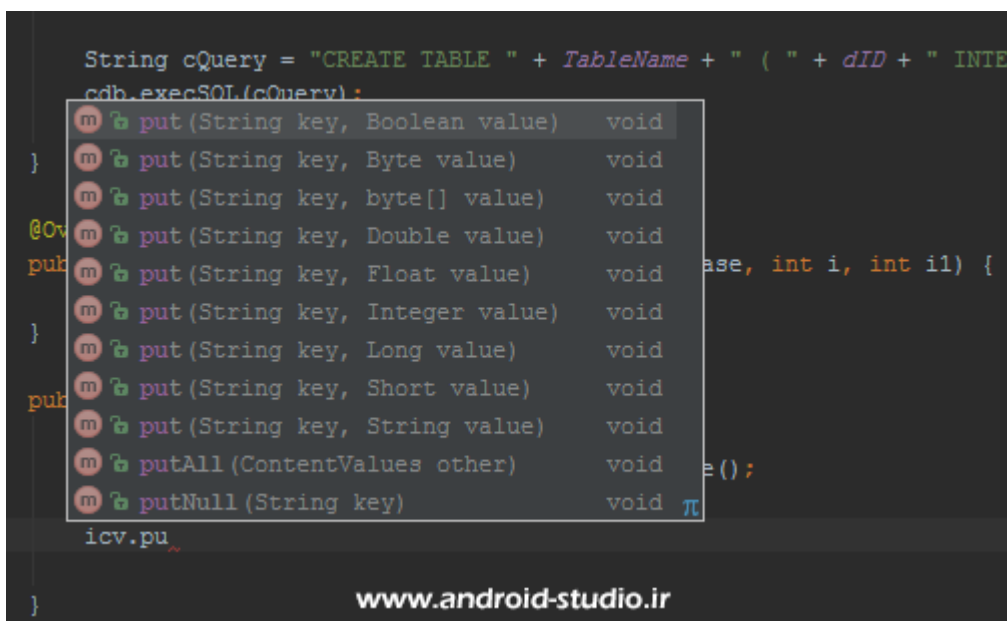 String cQuery = "CREATE TABLE " + TableName + " ( " + dID + " INTE
cdb.execSQL(cQuery);
m put(String key, Boolean value) void
} m put(String key, Byte value) void
m put(String key, byte[] value) void
@Ov m put(String key, Double value) void
pub m put(String key, Float value) void ase, int i, int i1) {
m put(String key, Integer value) void
} m put(String key, Long value) void
m put(String key, Short value) void
pub m put(String key, String value) void
m putAll(ContentValues other) void e();
m putNull(String key) void π
icv.pu
}
www.android-studio.ir